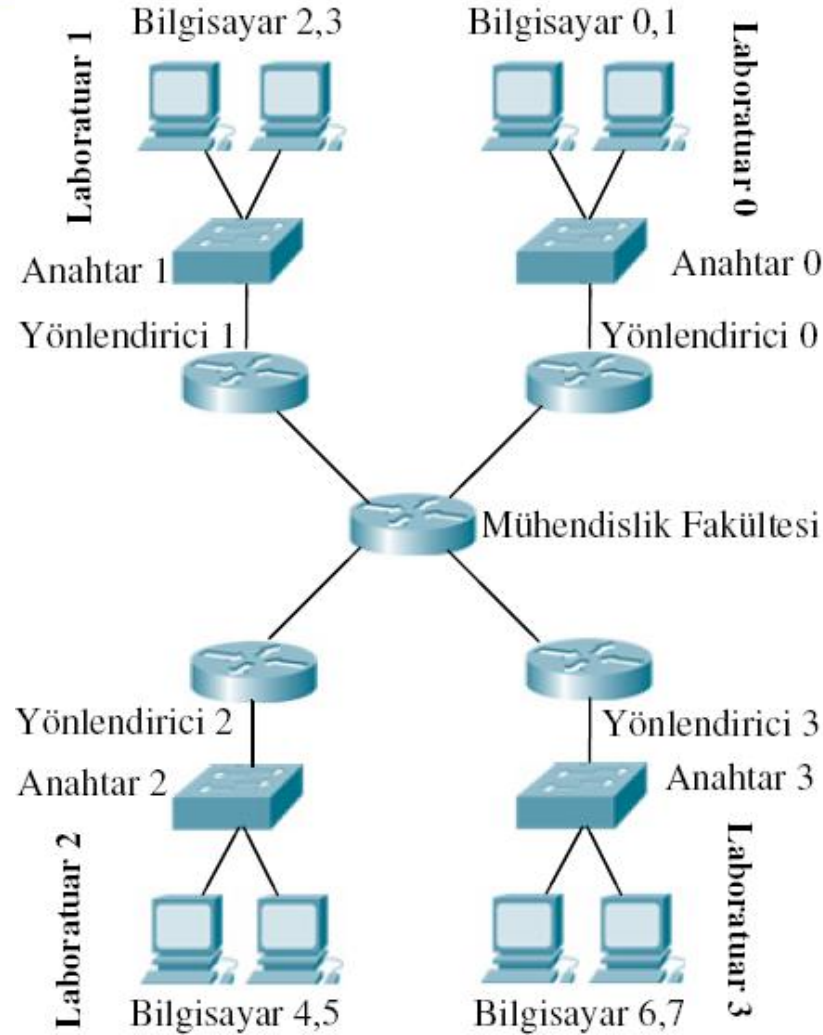 Bilgisayar 2,3
Bilgisayar 0,1
Laboratuar 1
Laboratuar 0
Anahtar 1
Anahtar 0
Yönlendirici 1
Yönlendirici 0
Mühendislik Fakültesi
Yönlendirici 2
Yönlendirici 3
Anahtar 2
Anahtar 3
Laboratuar 2
Laboratuar 3
Bilgisayar 4,5
Bilgisayar 6,7